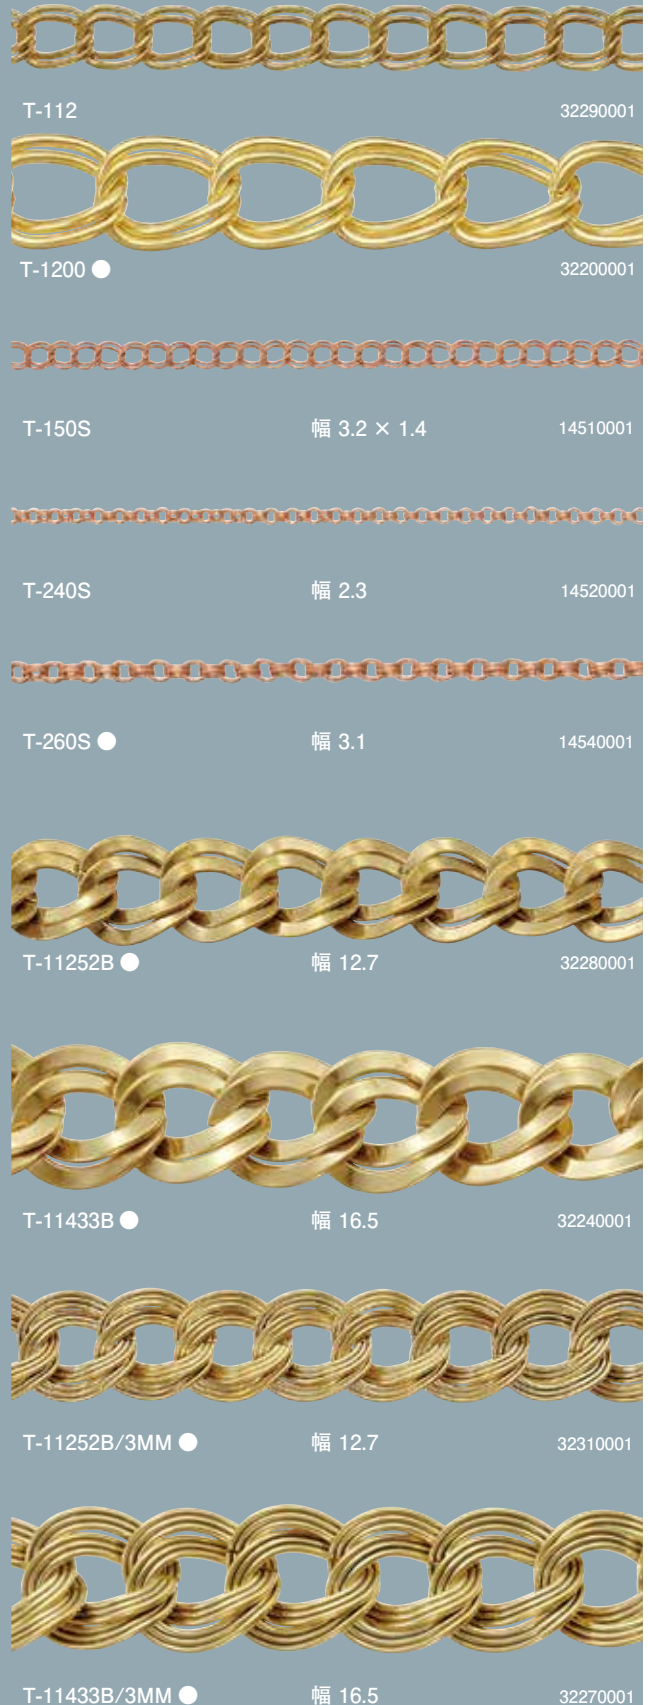 T-112 32290001
T-1200 ● 32200001
T-150S 幅 3.2 × 1.4 14510001
T-240S 幅 2.3 14520001
T-260S ● 幅 3.1 14540001
T-11252B ● 幅 12.7 32280001
T-11433B ● 幅 16.5 32240001
T-11252B/3MM ● 幅 12.7 32310001
T-11433B/3MM ● 幅 16.5 32270001